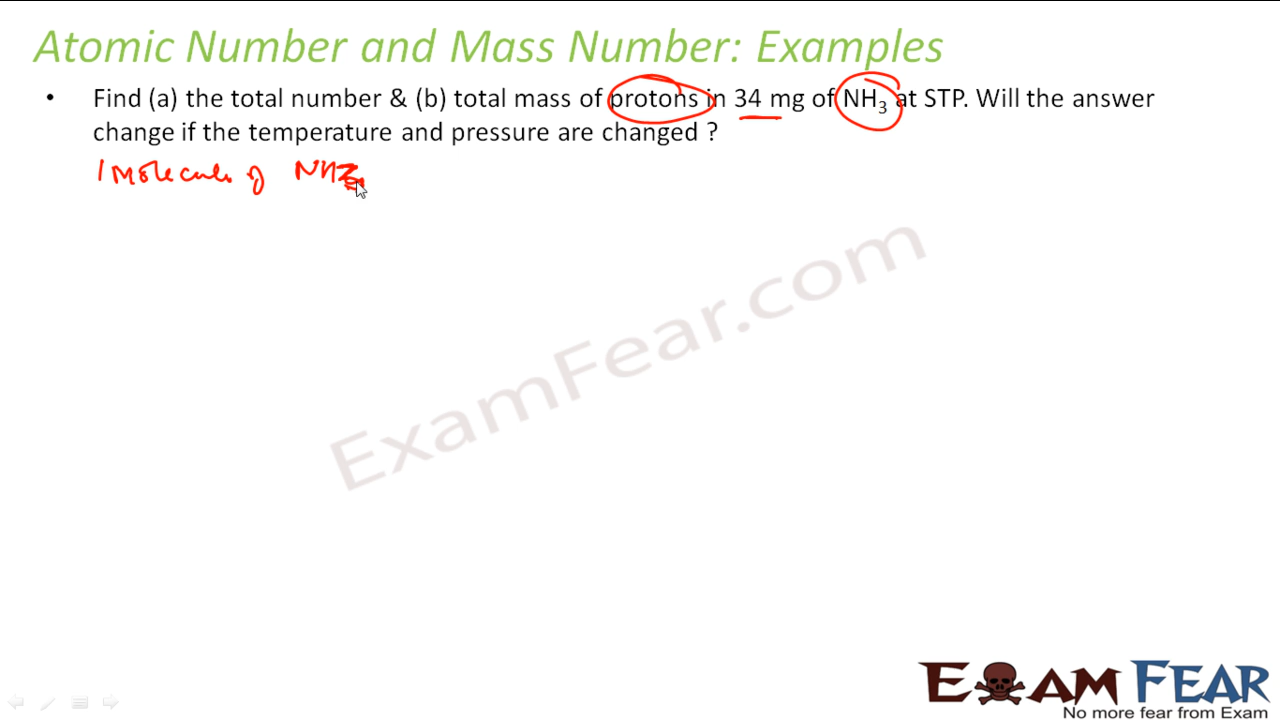 Atomic Number and Mass Number: Examples
• Find (a) the total number & (b) total mass of protons in 34 mg of NH₃ at STP. Will the answer
change if the temperature and pressure are changed ?
1 Molecule of NH3
ExamFear.com
EXAM FEAR
No more fear from Exam